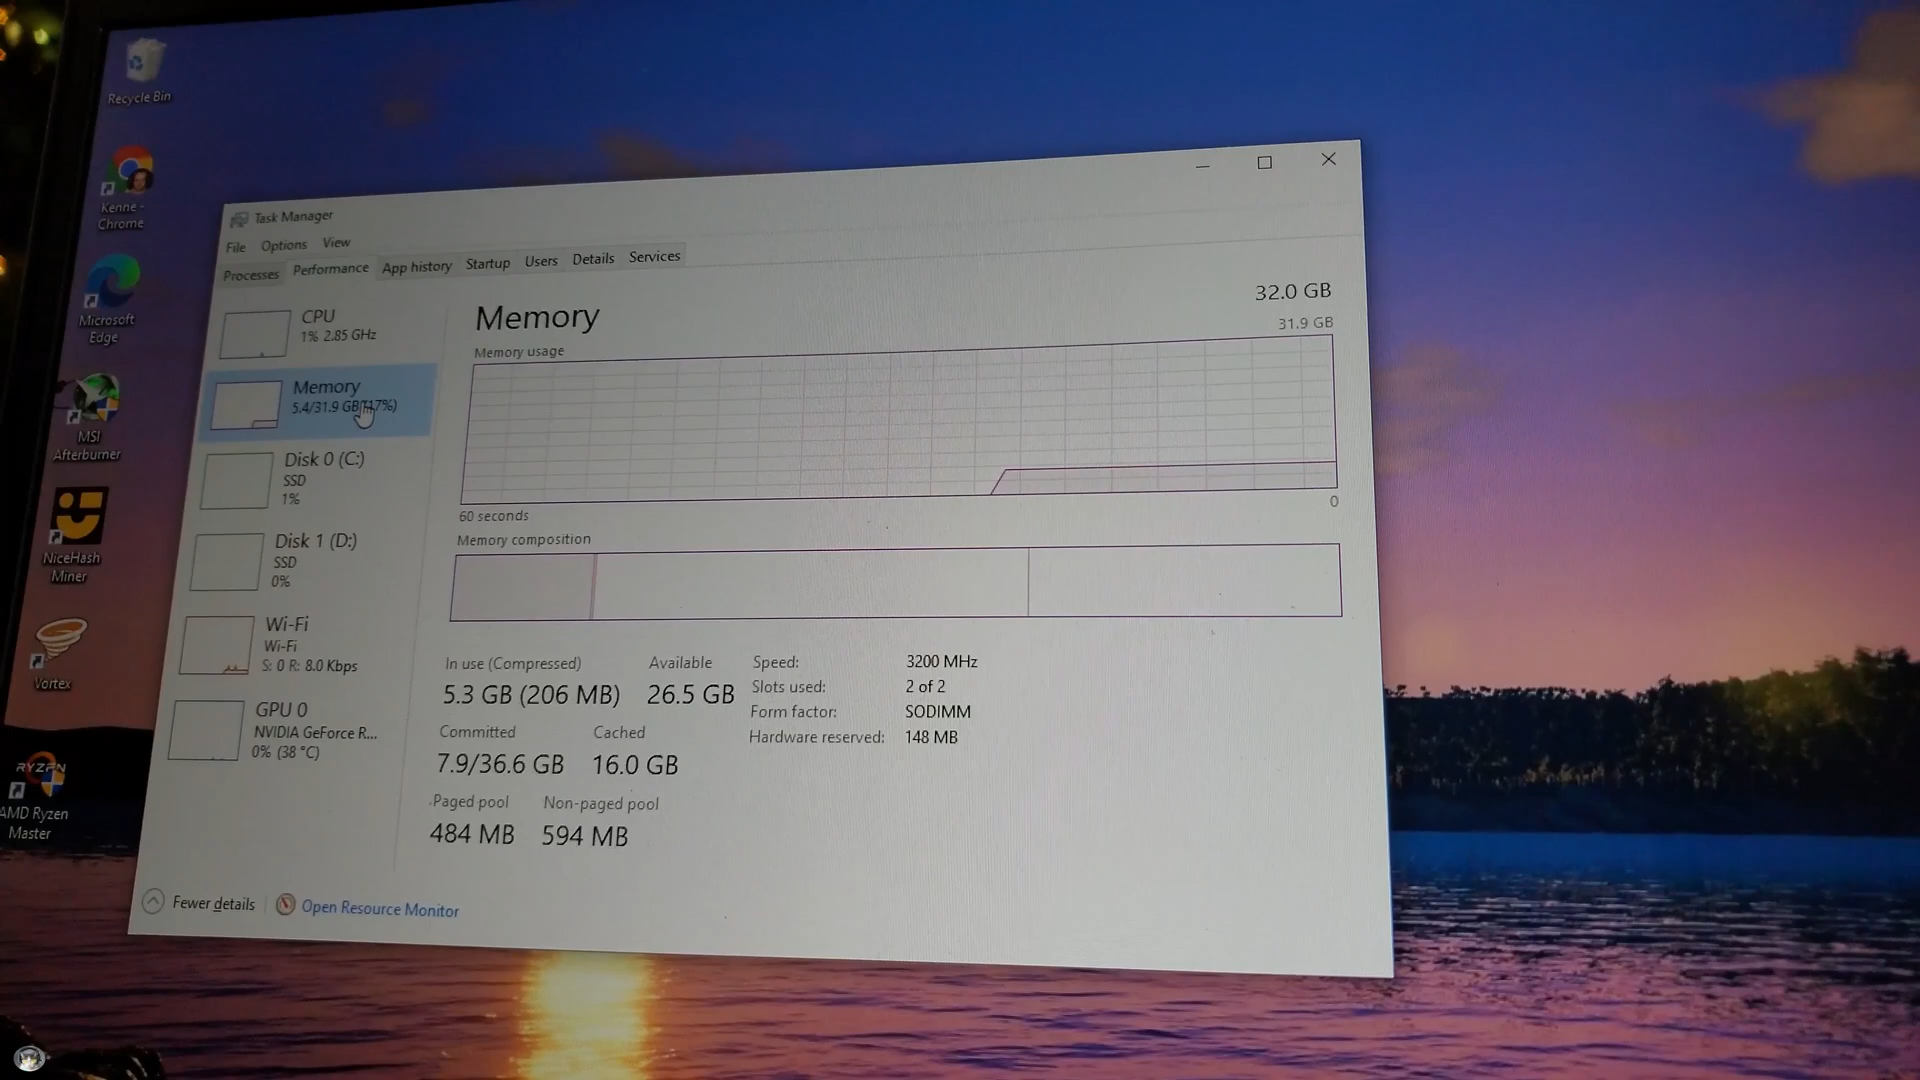 Recycle Bin
Kenne -
Chrome
Microsoft
Edge
MSI
Afterburner
NiceHash
Miner
Vortex
RYZEN
AMD Ryzen
Master
Task Manager
File Options View
Processes Performance App history Startup Users Details Services
CPU
1% 2.85 GHz
Memory
5.4/31.9 GB (17%)
Disk 0 (C:)
SSD
1%
Disk 1 (D:)
SSD
0%
Wi-Fi
Wi-Fi
S: 0 R: 8.0 Kbps
GPU 0
NVIDIA GeForce R...
0% (38 °C)
Memory 32.0 GB
Memory usage 31.9 GB
60 seconds 0
Memory composition
In use (Compressed) Available
5.3 GB (206 MB) 26.5 GB
Committed Cached
7.9/36.6 GB 16.0 GB
Paged pool Non-paged pool
484 MB 594 MB
Speed: 3200 MHz
Slots used: 2 of 2
Form factor: SODIMM
Hardware reserved: 148 MB
Fewer details Open Resource Monitor